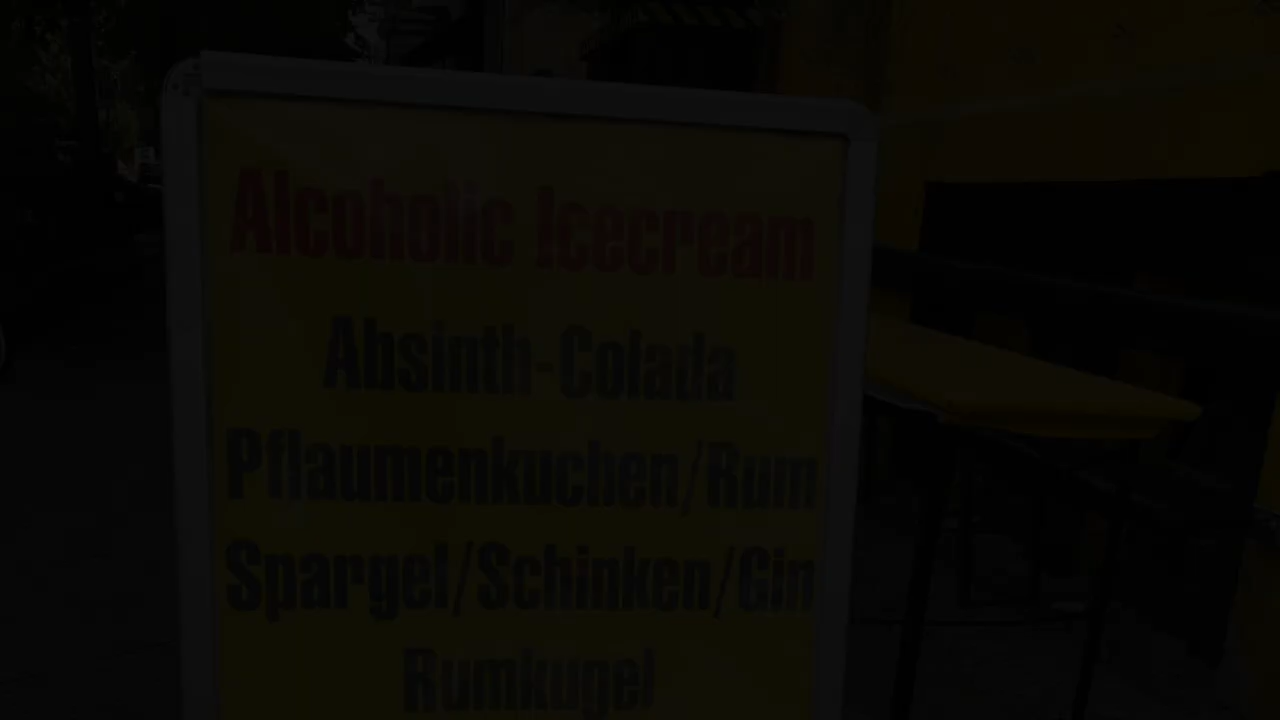 Alcoholic Icecream
Absinth-Colada
Pflaumenkuchen/Rum
Spargel/Schinken/Gin
Rumkugel